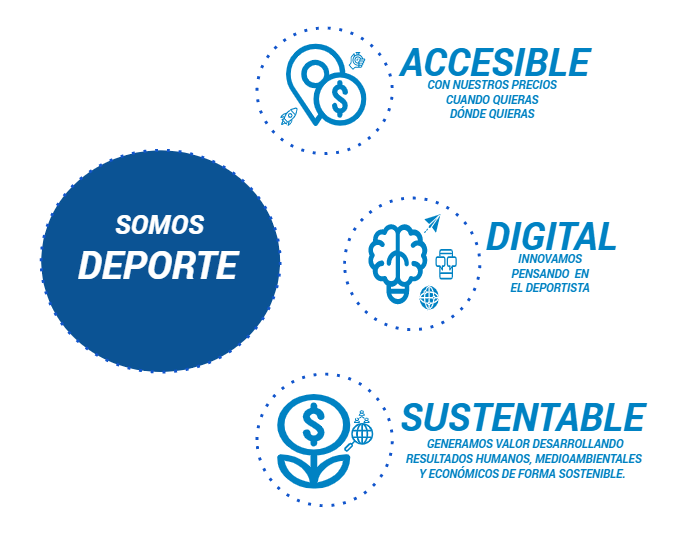 SOMOS
DEPORTE
ACCESIBLE
CON NUESTROS PRECIOS
CUANDO QUIERAS
DÓNDE QUIERAS
DIGITAL
INNOVAMOS
PENSANDO EN
EL DEPORTISTA
SUSTENTABLE
GENERAMOS VALOR DESARROLLANDO
RESULTADOS HUMANOS, MEDIOAMBIENTALES
Y ECONÓMICOS DE FORMA SOSTENIBLE.